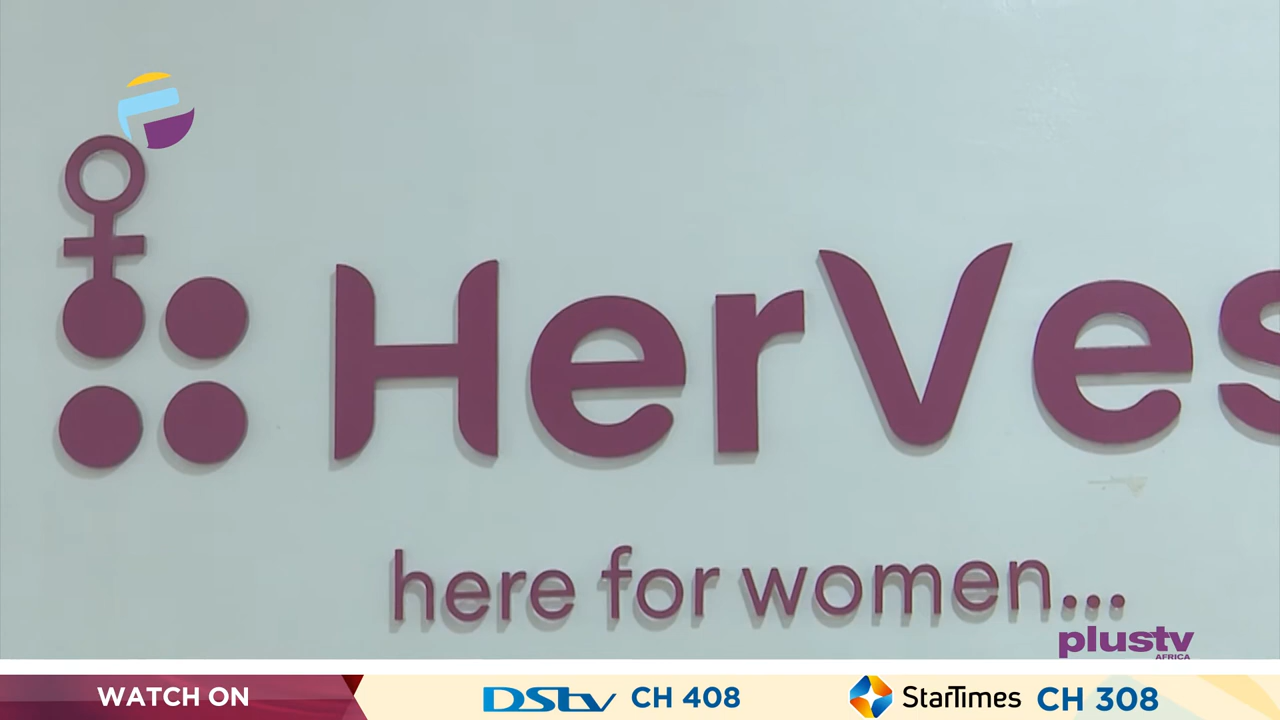 HerVes
here for women...
plustv
AFRICA
WATCH ON DStv CH 408 StarTimes CH 308